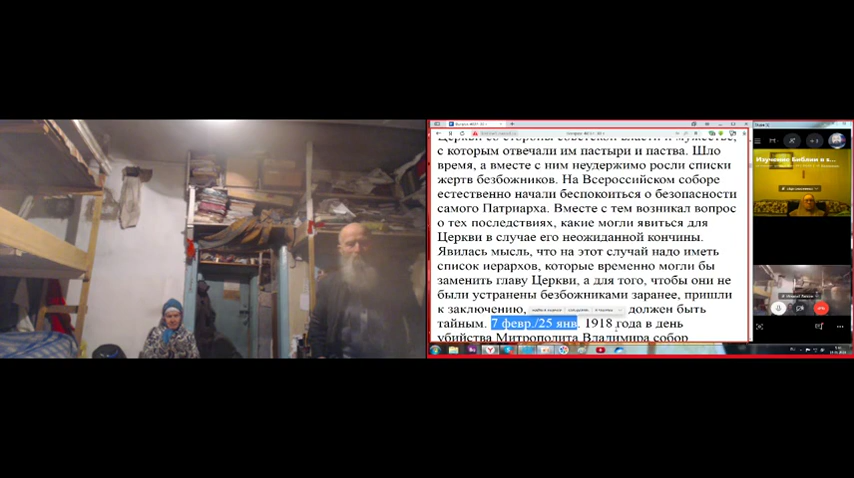 с которым отвечали им пастыри и паства. Шло
время, а вместе с ним неудержимо росли списки
жертв безбожников. На Всероссийском соборе
естественно начали беспокоиться о безопасности
самого Патриарха. Вместе с тем возникал вопрос
о тех последствиях, какие могли явиться для
Церкви в случае его неожиданной кончины.
Явилась мысль, что на этот случай надо иметь
список иерархов, которые временно могли бы
заменить главу Церкви, а для того, чтобы они не
были устранены безбожниками заранее, пришли
к заключению, должен быть
тайным. 7 февр./25 янв. 1918 года в день
убийства Митрополита Владимира собор
Изучение Библии и